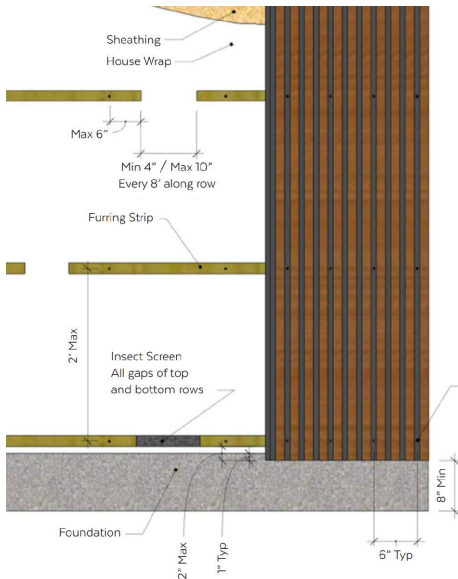 Sheathing
House Wrap
Max 6”
Min 4” / Max 10”
Every 8' along row
Furring Strip
2' Max
Insect Screen
All gaps of top
and bottom rows
Foundation
2” Max
1” Typ
6” Typ
8” Min